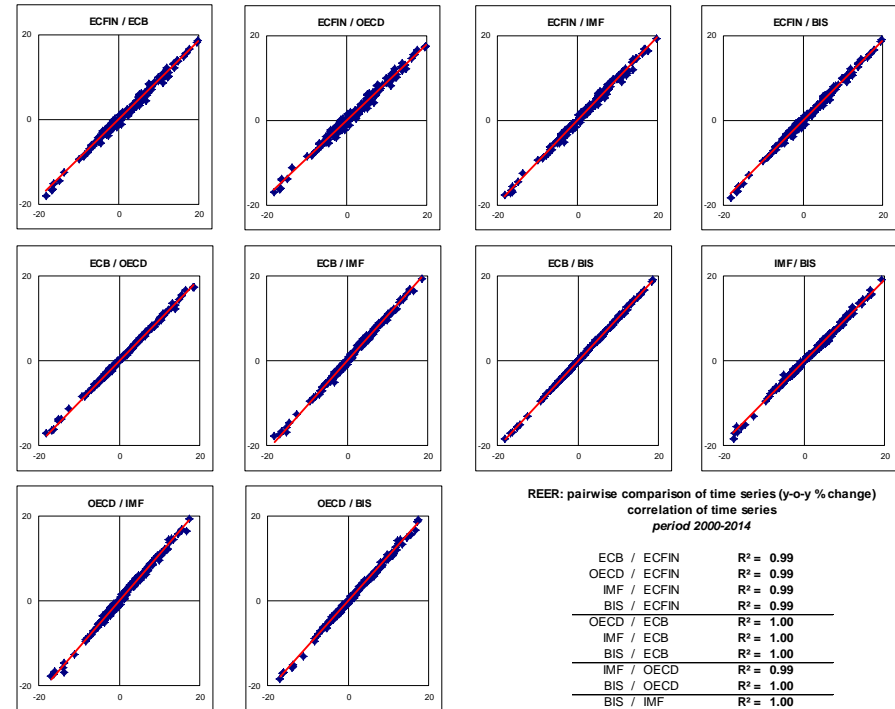 ECFIN / ECB
20
0
-20
-20 0 20
ECFIN / OECD
20
0
-20
-20 0 20
ECFIN / IMF
20
0
-20
-20 0 20
ECFIN / BIS
20
0
-20
-20 0 20
ECB / OECD
20
0
-20
-20 0 20
ECB / IMF
20
0
-20
-20 0 20
ECB / BIS
20
0
-20
-20 0 20
IMF / BIS
20
0
-20
-20 0 20
OECD / IMF
20
0
-20
-20 0 20
OECD / BIS
20
0
-20
-20 0 20
REER: pairwise comparison of time series (y-o-y % change)
correlation of time series
period 2000-2014
ECB / ECFIN R² = 0.99
OECD / ECFIN R² = 0.99
IMF / ECFIN R² = 0.99
BIS / ECFIN R² = 0.99
OECD / ECB R² = 1.00
IMF / ECB R² = 1.00
BIS / ECB R² = 1.00
IMF / OECD R² = 0.99
BIS / OECD R² = 1.00
BIS / IMF R² = 1.00